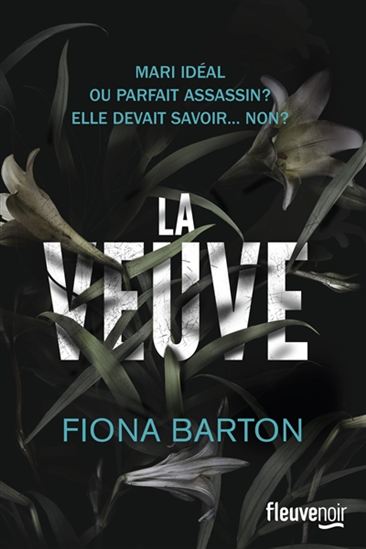 MARI IDÉAL
OU PARFAIT ASSASSIN?
ELLE DEVAIT SAVOIR... NON?
LA
VEUVE
FIONA BARTON
fleuvenoir